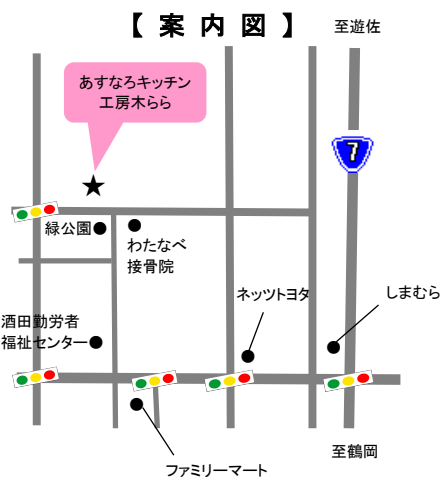 【 案 内 図 】
至遊佐
あすなろキッチン
工房木らら
7
緑公園
わたなべ
接骨院
ネッツトヨタ
しまむら
酒田勤労者
福祉センター
至鶴岡
ファミリーマート